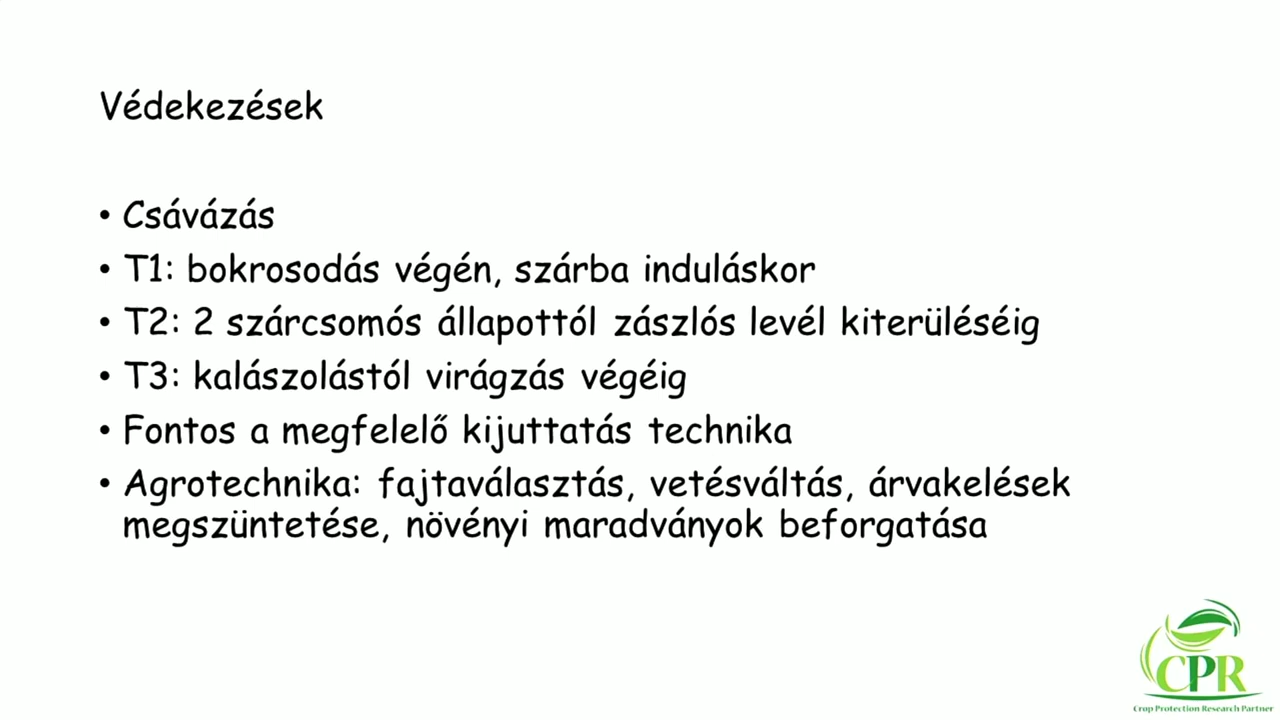 Védekezések
• Csávázás
• T1: bokrosodás végén, szárba induláskor
• T2: 2 szárcsomós állapottól zászlós levél kiterüléséig
• T3: kalászolástól virágzás végéig
• Fontos a megfelelő kijuttatás technika
• Agrotechnika: fajtaválasztás, vetésváltás, árvakelések
megszüntetése, növényi maradványok beforgatása
CPR
Crop Protection Research Partner